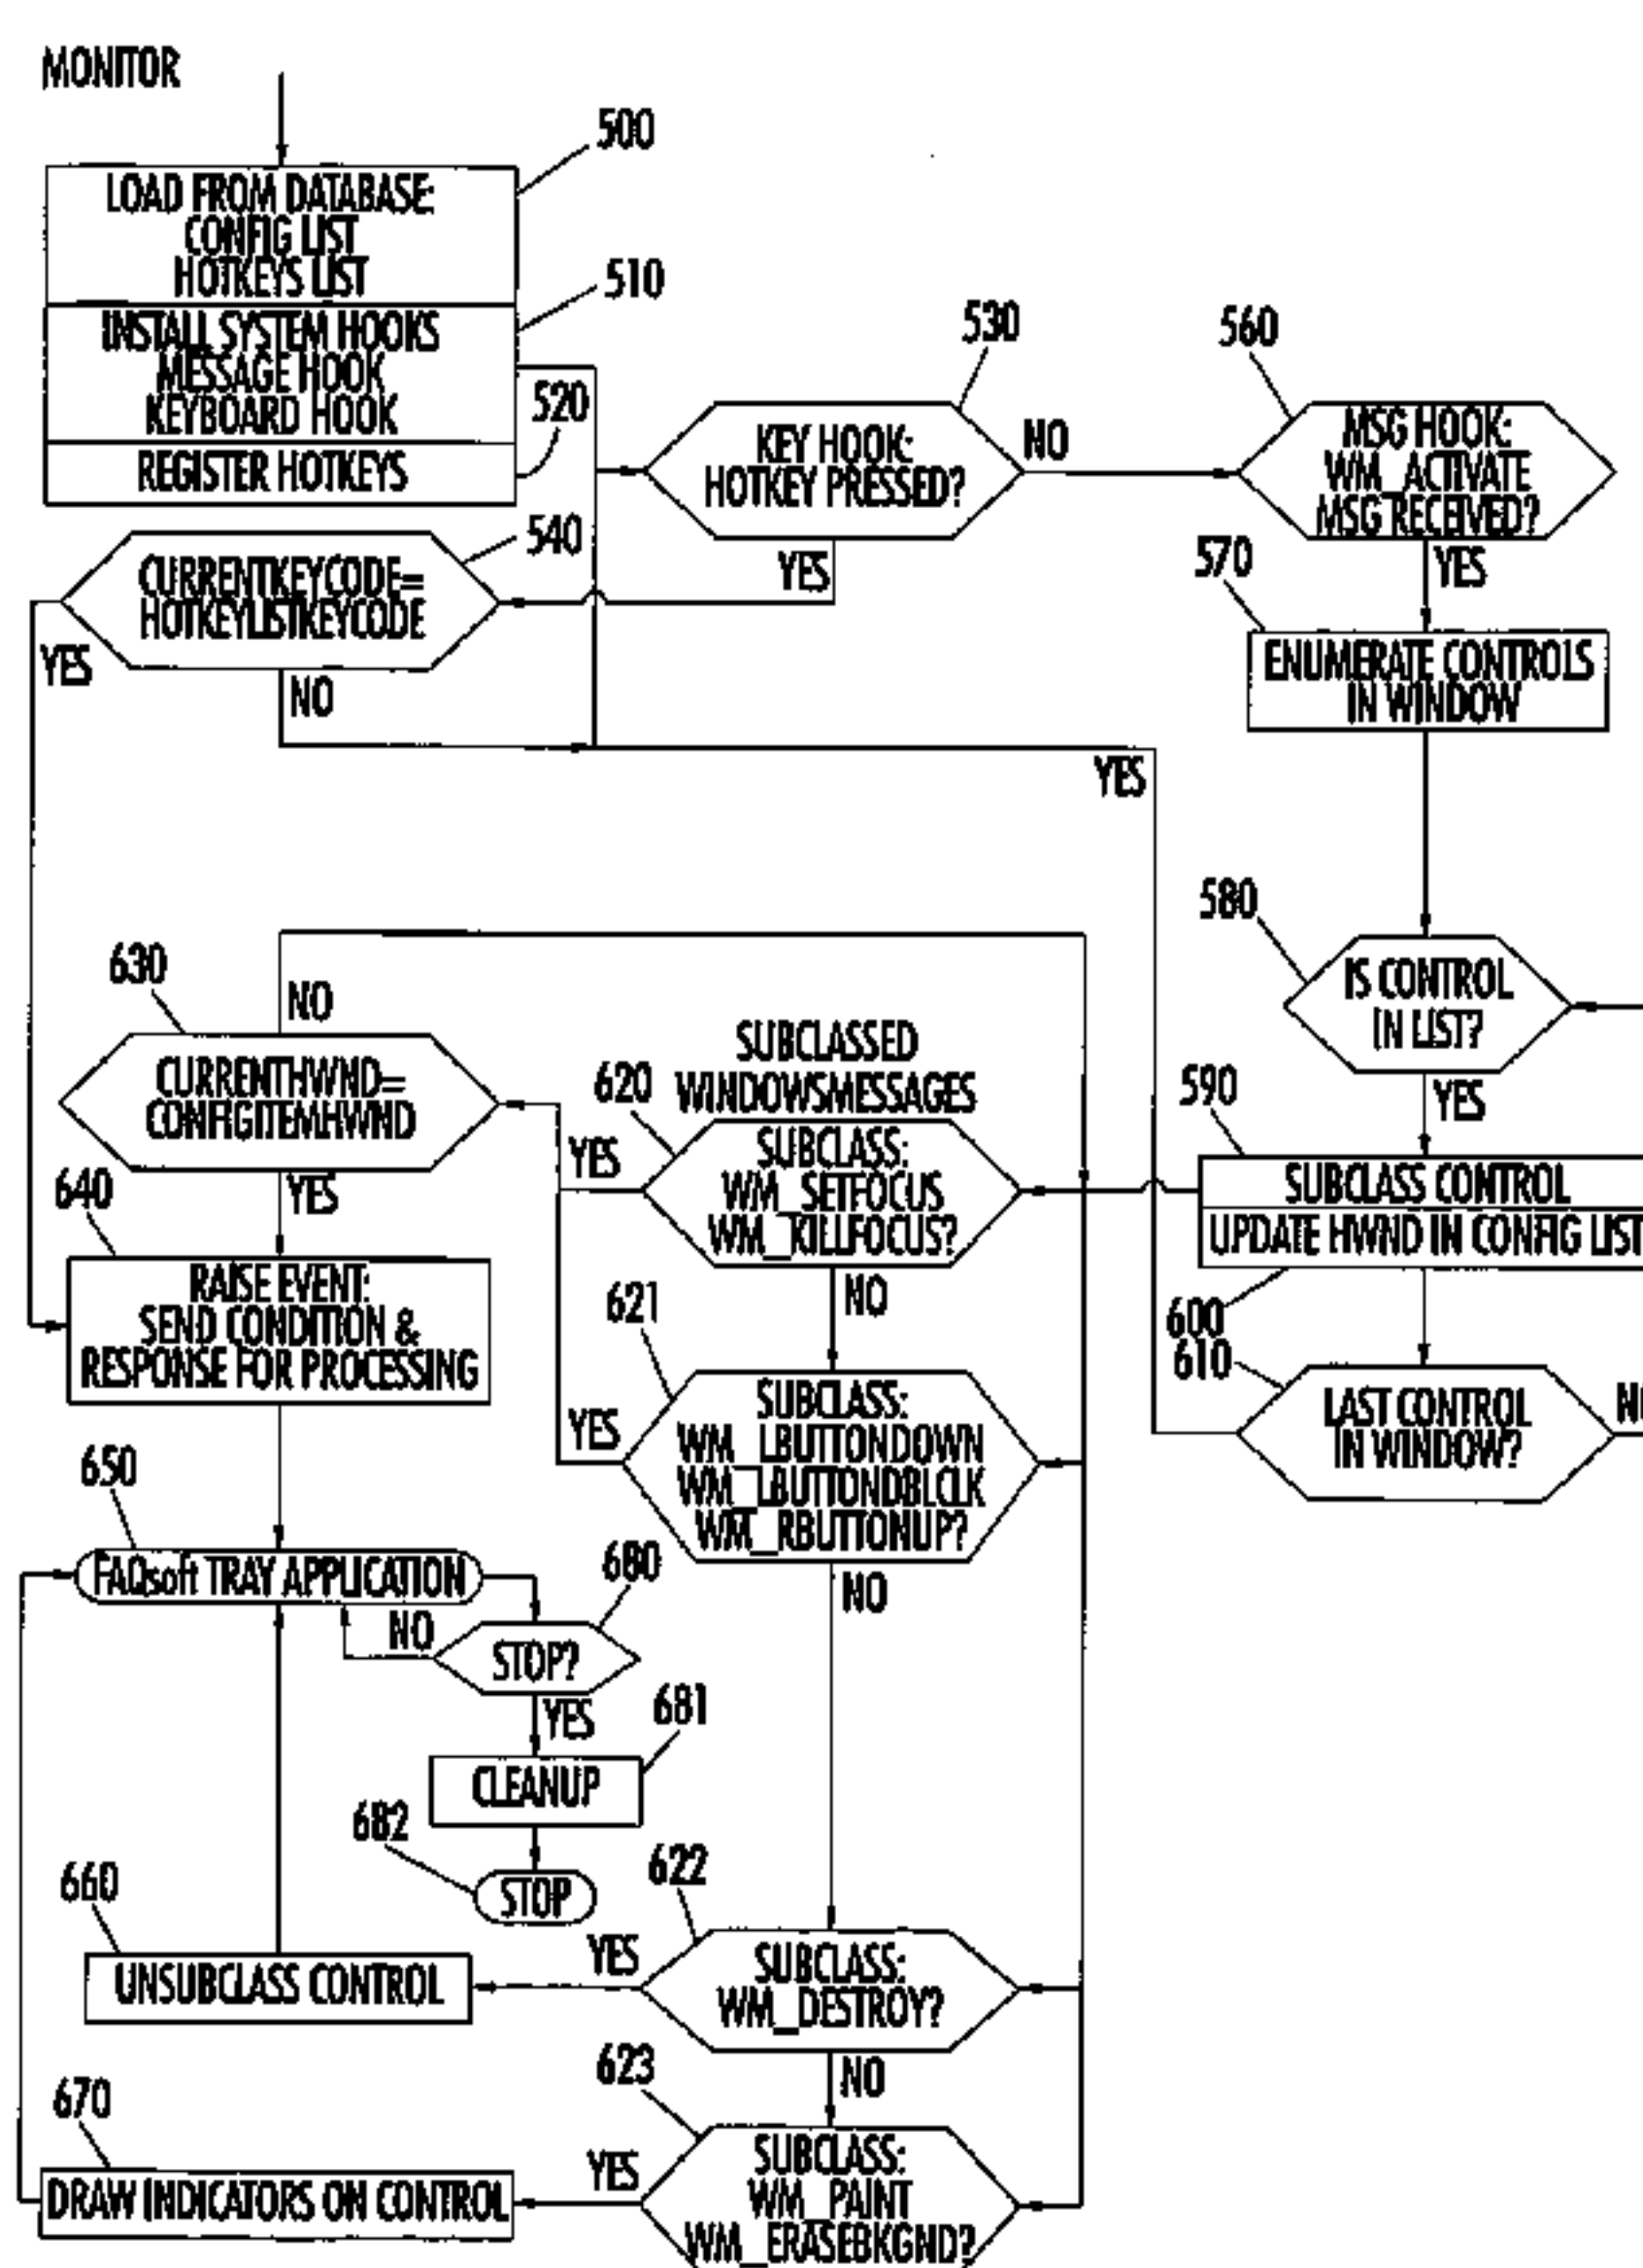 MONITOR
500
LOAD FROM DATABASE:
CONFIG LIST
HOTKEYS LIST
510
INSTALL SYSTEM HOOKS
MESSAGE HOOK
KEYBOARD HOOK
520
REGISTER HOTKEYS
530
KEY HOOK:
HOTKEY PRESSED?
NO
YES
560
MSG HOOK:
WM_ACTIVATE
MSG RECEIVED?
YES
540
CURRENTKEYCODE=
HOTKEYLISTKEYCODE
YES
NO
570
ENUMERATE CONTROLS
IN WINDOW
YES
580
IS CONTROL
IN LIST?
YES
590
SUBCLASS CONTROL
UPDATE HWND IN CONFIG LIST
600
610
LAST CONTROL
IN WINDOW?
630
NO
CURRENTHWND=
CONFIGITEMHWND
YES
SUBCLASSED
WINDOWSMESSAGES
620
SUBCLASS:
WM_SETFOCUS
WM_KILLFOCUS?
YES
NO
640
RAISE EVENT:
SEND CONDITION &
RESPONSE FOR PROCESSING
621
SUBCLASS:
WM_LBUTTONDOWN
WM_LBUTTONDBLCLK
WM_RBUTTONUP?
YES
NO
650
FAQsoft TRAY APPLICATION
680
NO
STOP?
YES
681
CLEANUP
682
STOP
622
SUBCLASS:
WM_DESTROY?
YES
NO
660
UNSUBCLASS CONTROL
623
SUBCLASS:
WM_PAINT
WM_ERASEBKGND?
YES
670
DRAW INDICATORS ON CONTROL